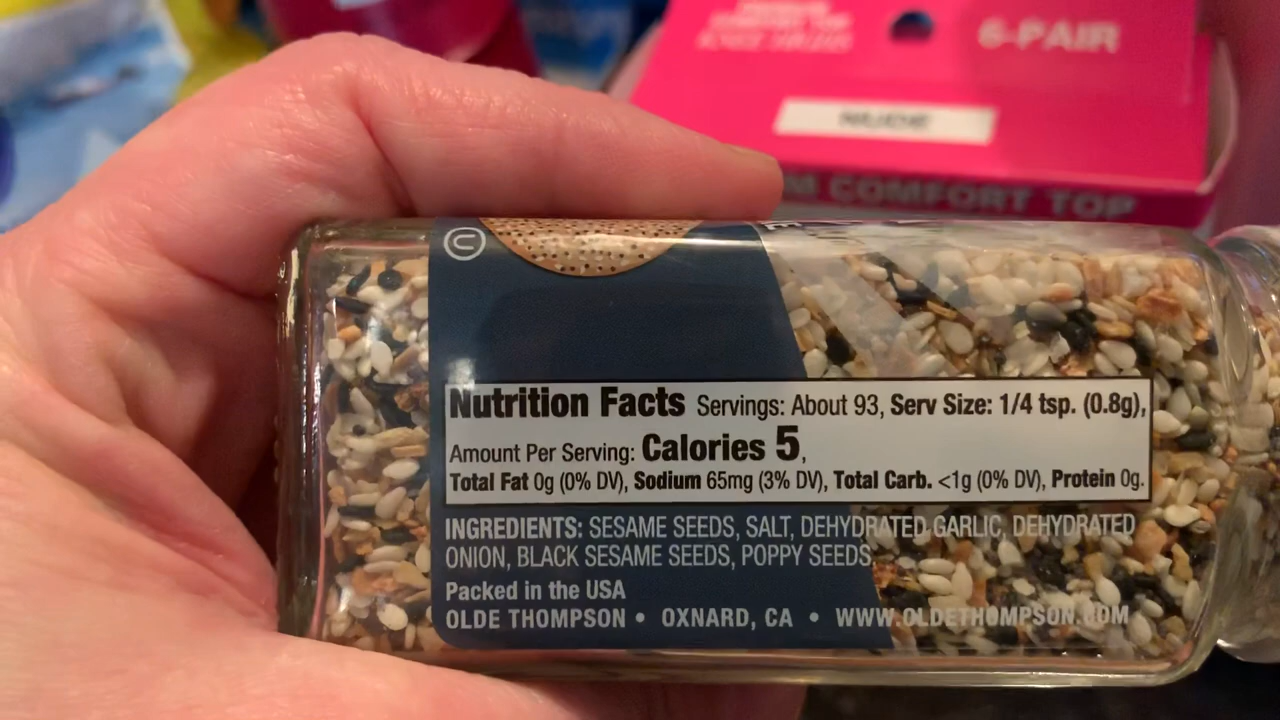 6-PAIR
NUDE
M COMFORT TOP
U
Nutrition Facts Servings: About 93, Serv Size: 1/4 tsp. (0.8g),
Amount Per Serving: Calories 5,
Total Fat 0g (0% DV), Sodium 65mg (3% DV), Total Carb. <1g (0% DV), Protein 0g.
INGREDIENTS: SESAME SEEDS, SALT, DEHYDRATED GARLIC, DEHYDRATED
ONION, BLACK SESAME SEEDS, POPPY SEEDS.
Packed in the USA
OLDE THOMPSON • OXNARD, CA • WWW.OLDETHOMPSON.COM